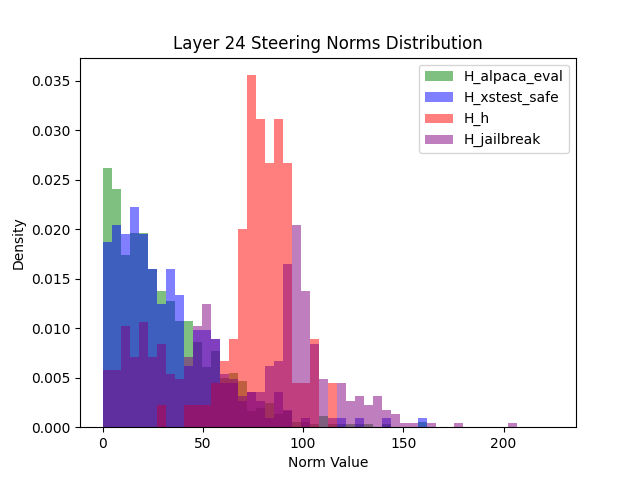 Layer 24 Steering Norms Distribution
H_alpaca_eval
H_xstest_safe
H_h
H_jailbreak
0.035
0.030
0.025
0.020
0.015
0.010
0.005
0.000
Density
0
50
100
150
200
Norm Value